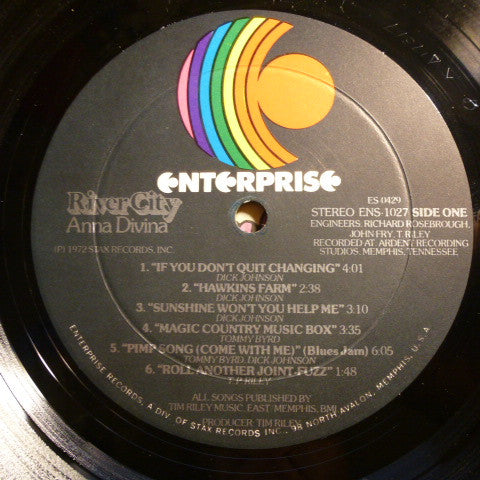 ENTERPRISE
River City
Anna Divina
(P) 1972 STAX RECORDS, INC.
ES 0429
STEREO ENS-1027 SIDE ONE
ENGINEERS: RICHARD ROSEBROUGH,
JOHN FRY, T. RILEY
RECORDED AT ARDENT RECORDING
STUDIOS, MEMPHIS, TENNESSEE
1. "IF YOU DON'T QUIT CHANGING" 4:01
DICK JOHNSON
2. "HAWKINS FARM" 2:38
DICK JOHNSON
3. "SUNSHINE WON'T YOU HELP ME" 3:10
DICK JOHNSON
4. "MAGIC COUNTRY MUSIC BOX" 3:35
TOMMY BYRD
5. "PIMP SONG (COME WITH ME)" (Blues Jam) 6:05
TOMMY BYRD, DICK JOHNSON
6. "ROLL ANOTHER JOINT, FUZZ" 1:48
T.P. RILEY
ALL SONGS PUBLISHED BY
TIM RILEY MUSIC, EAST, MEMPHIS, BMI
PRODUCER: TIM RILEY
ENTERPRISE RECORDS, A DIV. OF STAX RECORDS INC., 98 NORTH AVALON, MEMPHIS, U.S.A.